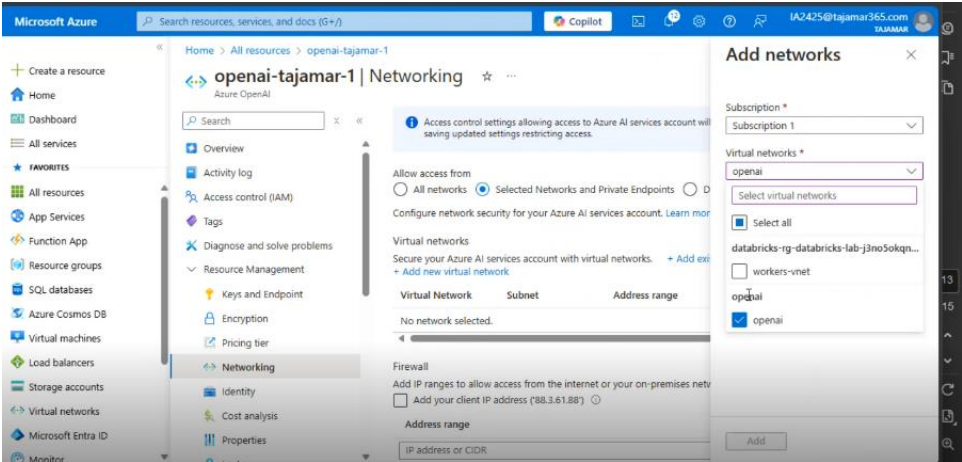 Microsoft Azure
Search resources, services, and docs (G+/)
Copilot
IA2425@tajamar365.com
TAJAMAR
Create a resource
Home
Dashboard
All services
FAVORITES
All resources
App Services
Function App
Resource groups
SQL databases
Azure Cosmos DB
Virtual machines
Load balancers
Storage accounts
Virtual networks
Microsoft Entra ID
Monitor
Home > All resources > openai-tajamar-1
openai-tajamar-1 | Networking
Azure OpenAI
Search
Overview
Activity log
Access control (IAM)
Tags
Diagnose and solve problems
Resource Management
Keys and Endpoint
Encryption
Pricing tier
Networking
Identity
Cost analysis
Properties
Access control settings allowing access to Azure AI services account will
saving updated settings restricting access.
Allow access from
All networks Selected Networks and Private Endpoints D
Configure network security for your Azure AI services account. Learn mor
Virtual networks
Secure your Azure AI services account with virtual networks. + Add exi
+ Add new virtual network
Virtual Network Subnet Address range
No network selected.
Firewall
Add IP ranges to allow access from the internet or your on-premises netw
Add your client IP address ('88.3.61.88')
Address range
IP address or CIDR
Add networks
Subscription *
Subscription 1
Virtual networks *
openai
Select virtual networks
Select all
databricks-rg-databricks-lab-j3no5okqn...
workers-vnet
openai
openai
Add
13
15